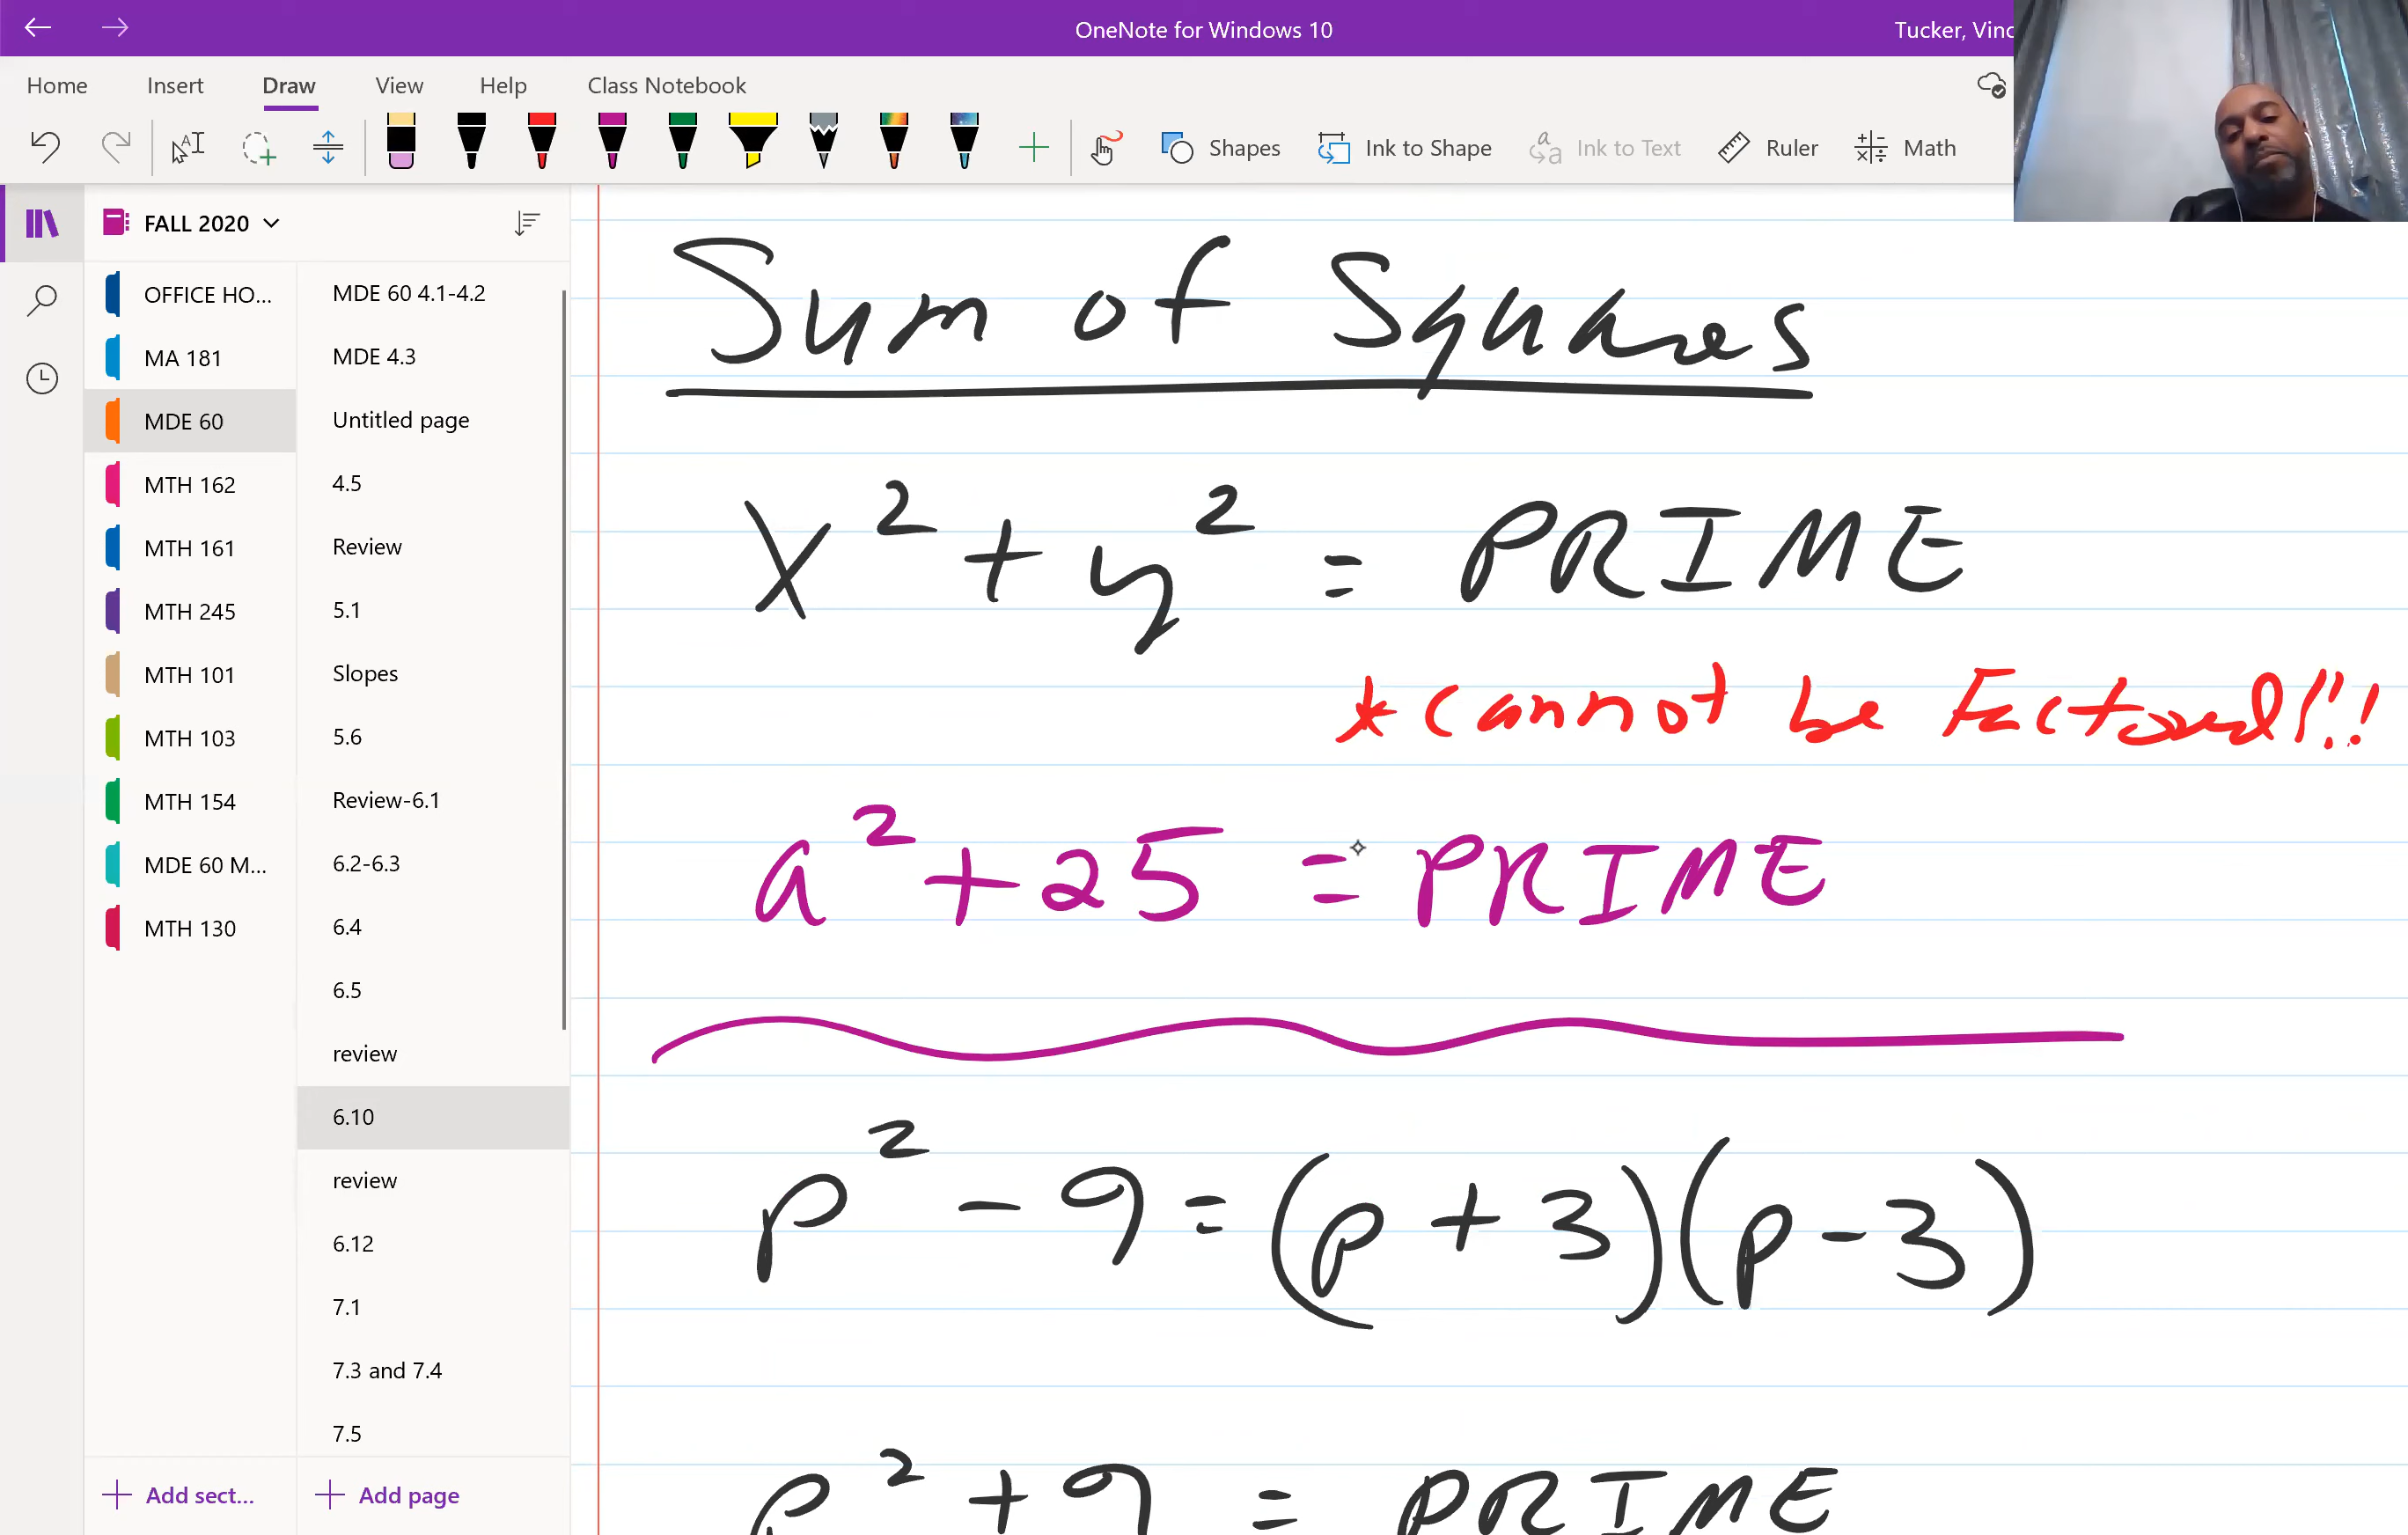 OneNote for Windows 10
Tucker, Vinc
Home Insert Draw View Help Class Notebook
Shapes Ink to Shape Ink to Text Ruler Math
FALL 2020
OFFICE HO...
MA 181
MDE 60
MTH 162
MTH 161
MTH 245
MTH 101
MTH 103
MTH 154
MDE 60 M...
MTH 130
Add sect...
MDE 60 4.1-4.2
MDE 4.3
Untitled page
4.5
Review
5.1
Slopes
5.6
Review-6.1
6.2-6.3
6.4
6.5
review
6.10
review
6.12
7.1
7.3 and 7.4
7.5
Add page
Sum of Squares
x² + y² = PRIME
* Cannot be Factored!!!
a² + 25 = PRIME
p² - 9 = (p + 3)(p - 3)
p² + 9 = PRIME